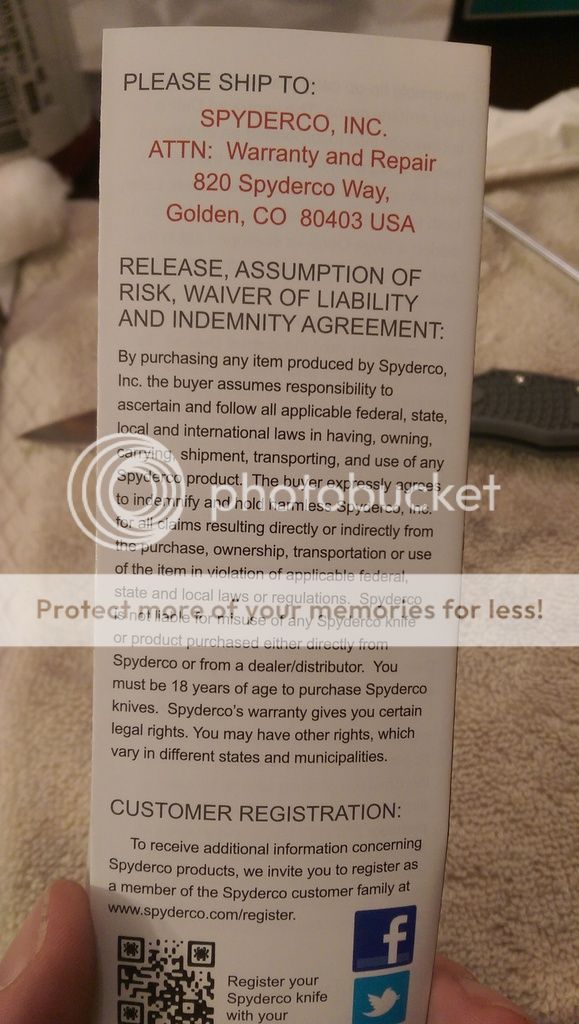 PLEASE SHIP TO:
SPYDERCO, INC.
ATTN: Warranty and Repair
820 Spyderco Way,
Golden, CO 80403 USA
RELEASE, ASSUMPTION OF
RISK, WAIVER OF LIABILITY
AND INDEMNITY AGREEMENT:
By purchasing any item produced by Spyderco,
Inc. the buyer assumes responsibility to
ascertain and follow all applicable federal, state,
local and international laws in having, owning,
carrying, shipment, transporting, and use of any
Spyderco product. The buyer expressly agrees
to indemnify and hold harmless Spyderco, Inc.
for all claims resulting directly or indirectly from
the purchase, ownership, transportation or use
of the item in violation of applicable federal,
state and local laws or regulations. Spyderco
is not liable for misuse of any Spyderco knife
or product purchased either directly from
Spyderco or from a dealer/distributor. You
must be 18 years of age to purchase Spyderco
knives. Spyderco's warranty gives you certain
legal rights. You may have other rights, which
vary in different states and municipalities.
CUSTOMER REGISTRATION:
To receive additional information concerning
Spyderco products, we invite you to register as
a member of the Spyderco customer family at
www.spyderco.com/register.
Register your
Spyderco knife
with your
f
photobucket
Protect more of your memories for less!